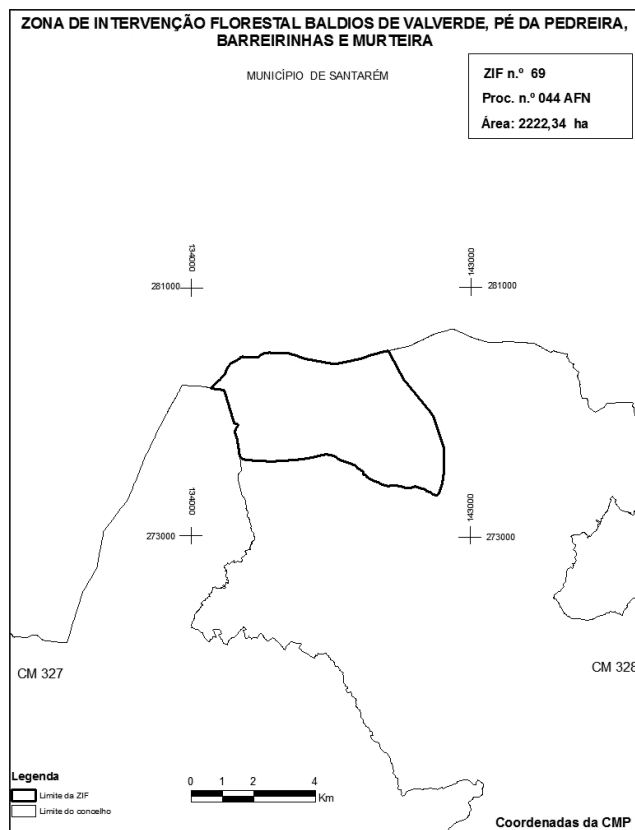 ZONA DE INTERVENÇÃO FLORESTAL BALDIOS DE VALVERDE, PÉ DA PEDREIRA,
BARREIRINHAS E MURTEIRA
MUNICÍPIO DE SANTARÉM
ZIF n.º 69
Proc. n.º 044 AFN
Área: 2222,34 ha
134000
143000
281000
281000
134000
143000
273000
273000
CM 327
CM 328
Legenda
Limite da ZIF
Limite do concelho
0 1 2 4
Km
Coordenadas da CMP